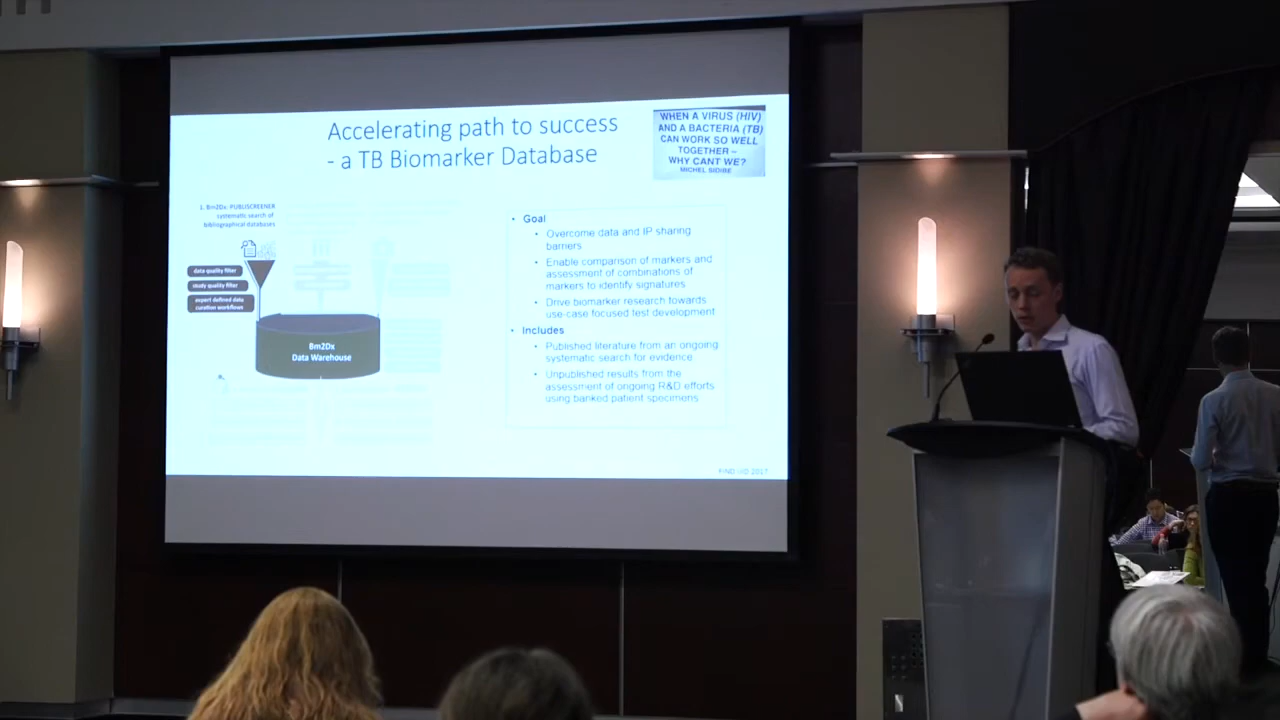 Accelerating path to success
- a TB Biomarker Database
WHEN A VIRUS (HIV)
AND A BACTERIA (TB)
CAN WORK SO WELL
TOGETHER –
WHY CANT WE?
MICHEL SIDIBE
1. Bm2Dx- PUBLISCREENER
systematic search of
bibliographical databases
data quality filter
study quality filter
expert defined data
curation workflows
Bm2Dx
Data Warehouse
• Goal
• Overcome data and IP sharing
barriers
• Enable comparison of markers and
assessment of combinations of
markers to identify signatures
• Drive biomarker research towards
use-case focused test development
• Includes
• Published literature from an ongoing
systematic search for evidence
• Unpublished results from the
assessment of ongoing R&D efforts
using banked patient specimens